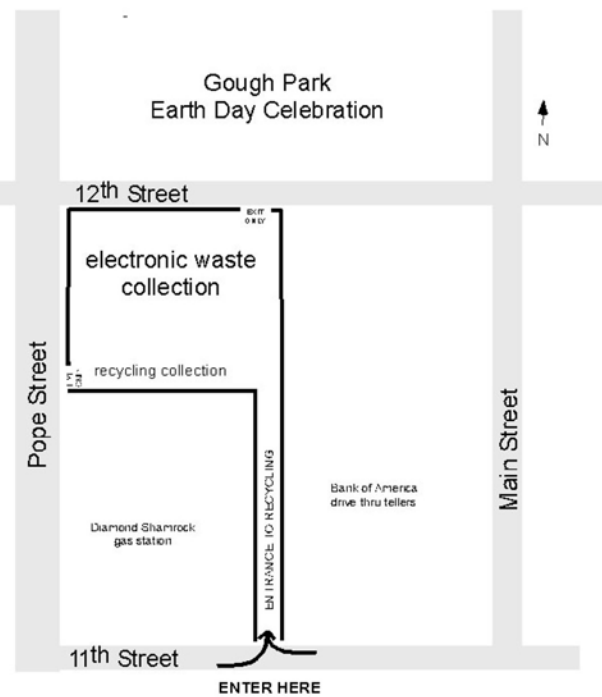 Gough Park
Earth Day Celebration
N
12th Street
EXIT
ONLY
electronic waste
collection
recycling collection
Pope Street
Main Street
ENTRANCE TO RECYCLING
Bank of America
drive thru tellers
Diamond Shamrock
gas station
11th Street
ENTER HERE